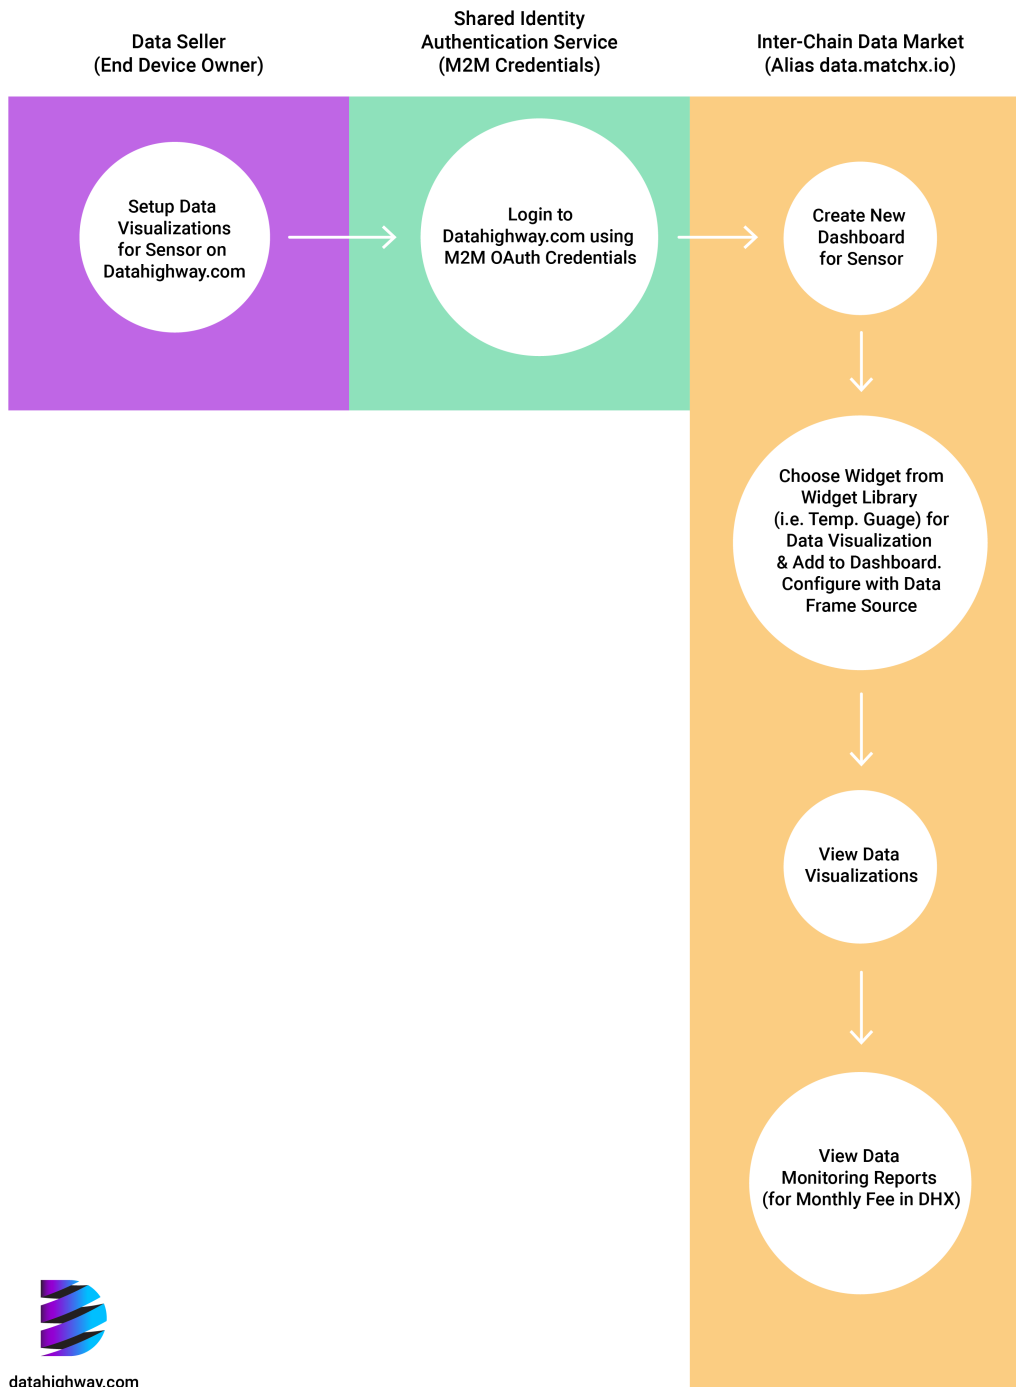 Data Seller
(End Device Owner)
Shared Identity
Authentication Service
(M2M Credentials)
Inter-Chain Data Market
(Alias data.matchx.io)
Setup Data
Visualizations
for Sensor on
Datahighway.com
Login to
Datahighway.com using
M2M OAuth Credentials
Create New
Dashboard
for Sensor
Choose Widget from
Widget Library
(i.e. Temp. Guage) for
Data Visualization
& Add to Dashboard.
Configure with Data
Frame Source
View Data
Visualizations
View Data
Monitoring Reports
(for Monthly Fee in DHX)
datahighway.com